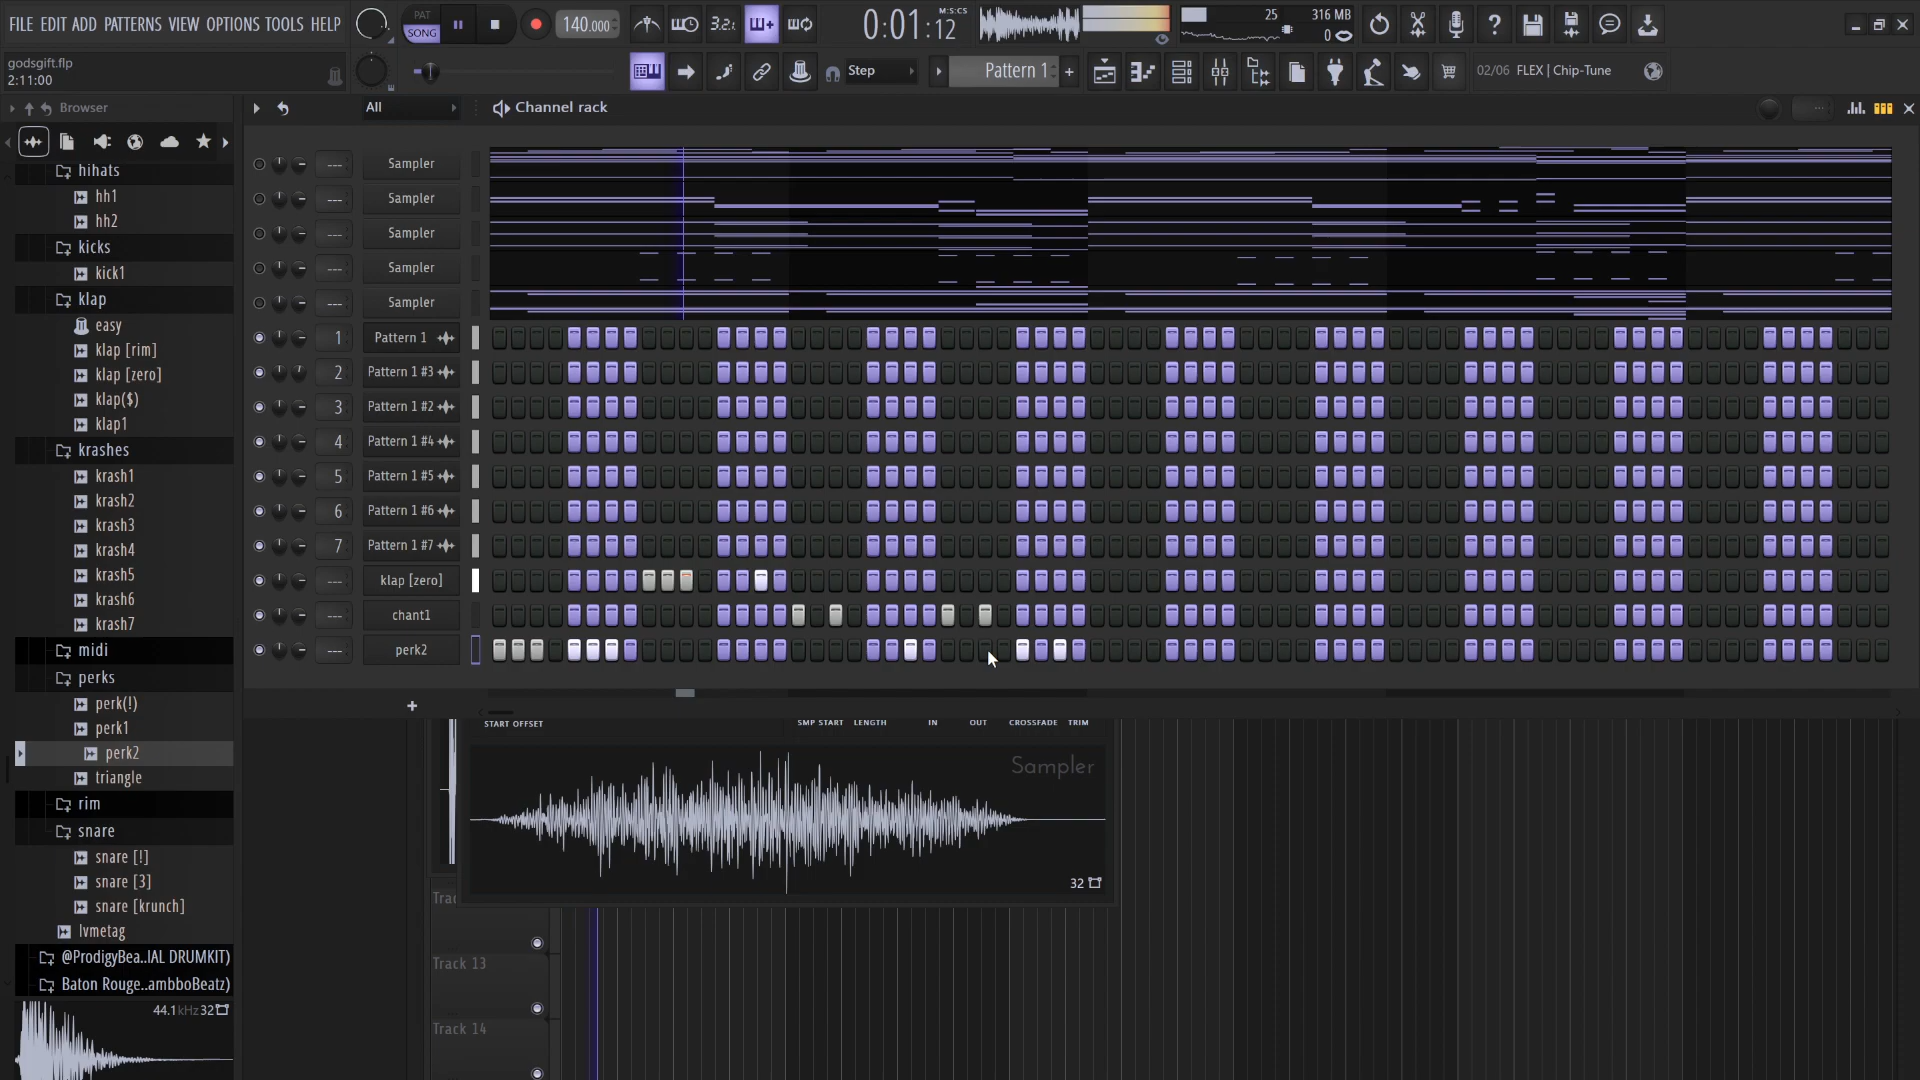 FILE EDIT ADD PATTERNS VIEW OPTIONS TOOLS HELP
PAT
SONG
140.000
3.2.
0:01:12
M:S:CS
25
316 MB
0
godsgift.flp
2:11:00
Step
Pattern 1
+
02/06 FLEX | Chip-Tune
Browser
All
Channel rack
hihats
hh1
hh2
kicks
kick1
klap
easy
klap [rim]
klap [zero]
klap($)
klap1
krashes
krash1
krash2
krash3
krash4
krash5
krash6
krash7
midi
perks
perk(!)
perk1
perk2
triangle
rim
snare
snare [!]
snare [3]
snare [krunch]
lvmetag
@ProdigyBea..IAL DRUMKIT)
Baton Rouge..ambboBeatz)
44.1kHz 32
--- Sampler
--- Sampler
--- Sampler
--- Sampler
--- Sampler
1 Pattern 1
2 Pattern 1 #3
3 Pattern 1 #2
4 Pattern 1 #4
5 Pattern 1 #5
6 Pattern 1 #6
7 Pattern 1 #7
--- klap [zero]
--- chant1
--- perk2
+
START OFFSET SMP START LENGTH IN OUT CROSSFADE TRIM
Sampler
32
Trac
Track 13
Track 14